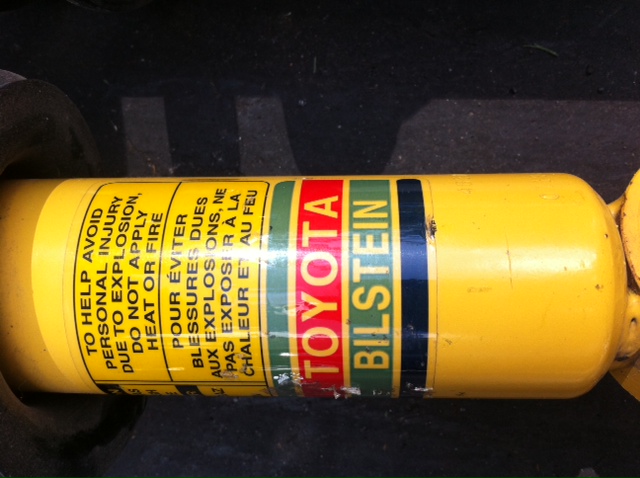 TO HELP AVOID
PERSONAL INJURY
DUE TO EXPLOSION,
DO NOT APPLY
HEAT OR FIRE
POUR ÉVITER
BLESSURES DUES
AUX EXPLOSIONS, NE
PAS EXPOSER À LA
CHALEUR ET AU FEU
TOYOTA
BILSTEIN